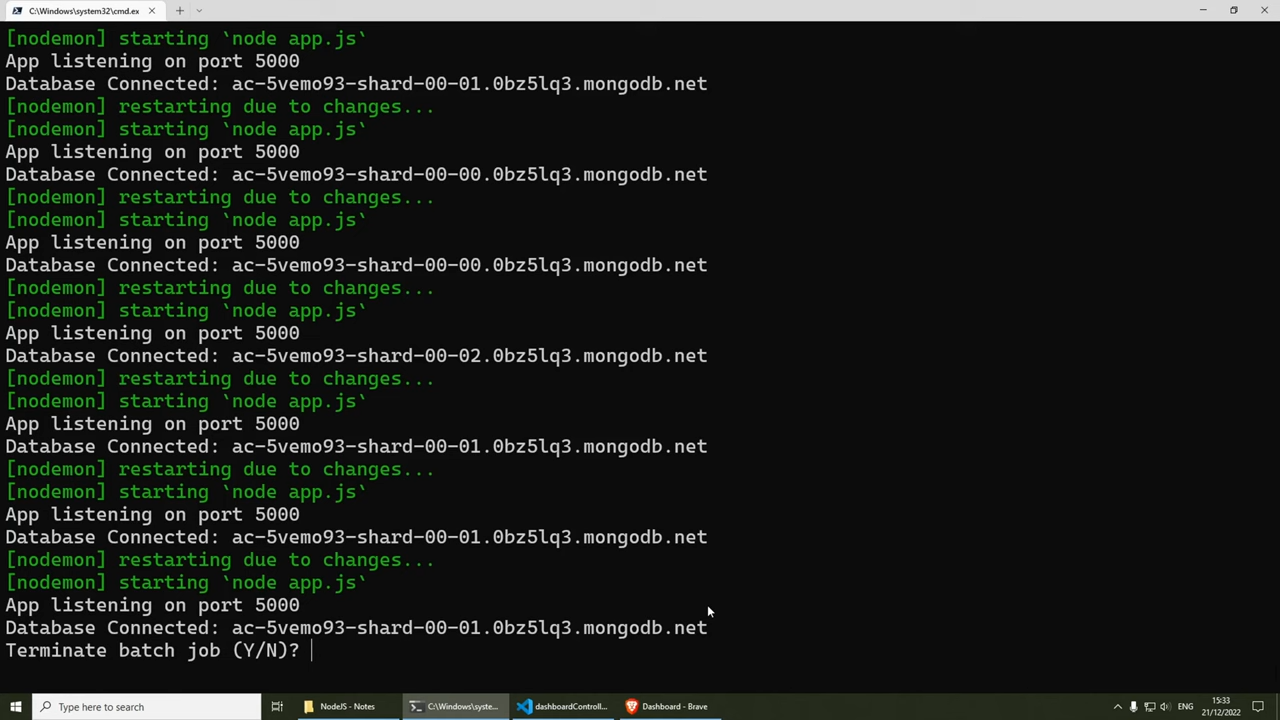 C:\Windows\system32\cmd.ex
[nodemon] starting `node app.js`
App listening on port 5000
Database Connected: ac-5vemo93-shard-00-01.0bz5lq3.mongodb.net
[nodemon] restarting due to changes...
[nodemon] starting `node app.js`
App listening on port 5000
Database Connected: ac-5vemo93-shard-00-00.0bz5lq3.mongodb.net
[nodemon] restarting due to changes...
[nodemon] starting `node app.js`
App listening on port 5000
Database Connected: ac-5vemo93-shard-00-00.0bz5lq3.mongodb.net
[nodemon] restarting due to changes...
[nodemon] starting `node app.js`
App listening on port 5000
Database Connected: ac-5vemo93-shard-00-02.0bz5lq3.mongodb.net
[nodemon] restarting due to changes...
[nodemon] starting `node app.js`
App listening on port 5000
Database Connected: ac-5vemo93-shard-00-01.0bz5lq3.mongodb.net
[nodemon] restarting due to changes...
[nodemon] starting `node app.js`
App listening on port 5000
Database Connected: ac-5vemo93-shard-00-01.0bz5lq3.mongodb.net
[nodemon] restarting due to changes...
[nodemon] starting `node app.js`
App listening on port 5000
Database Connected: ac-5vemo93-shard-00-01.0bz5lq3.mongodb.net
Terminate batch job (Y/N)?
Type here to search
NodeJS - Notes
C:\Windows\syste...
dashboardControll...
Dashboard - Brave
ENG
15:33
21/12/2022